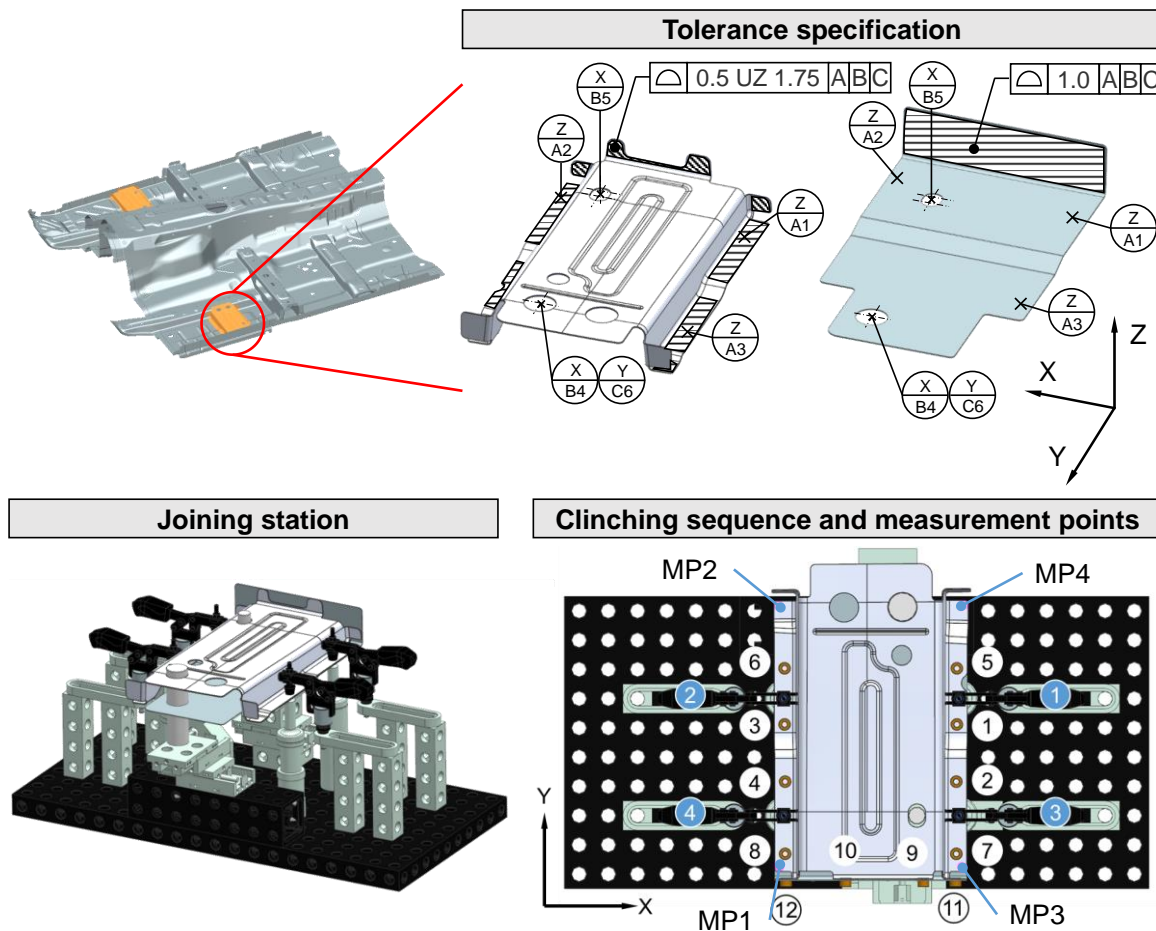 Tolerance specification
X
B5
0.5 UZ 1.75 A B C
Z
A2
Z
A1
Z
A3
X
B4
Y
C6
X
B5
1.0 A B C
Z
A2
Z
A1
Z
A3
X
B4
Y
C6
Z
X
Y
Joining station
Clinching sequence and measurement points
MP2
MP4
6
5
2
1
3
1
4
2
4
3
8
10
9
7
12
11
MP1
MP3
Y
X